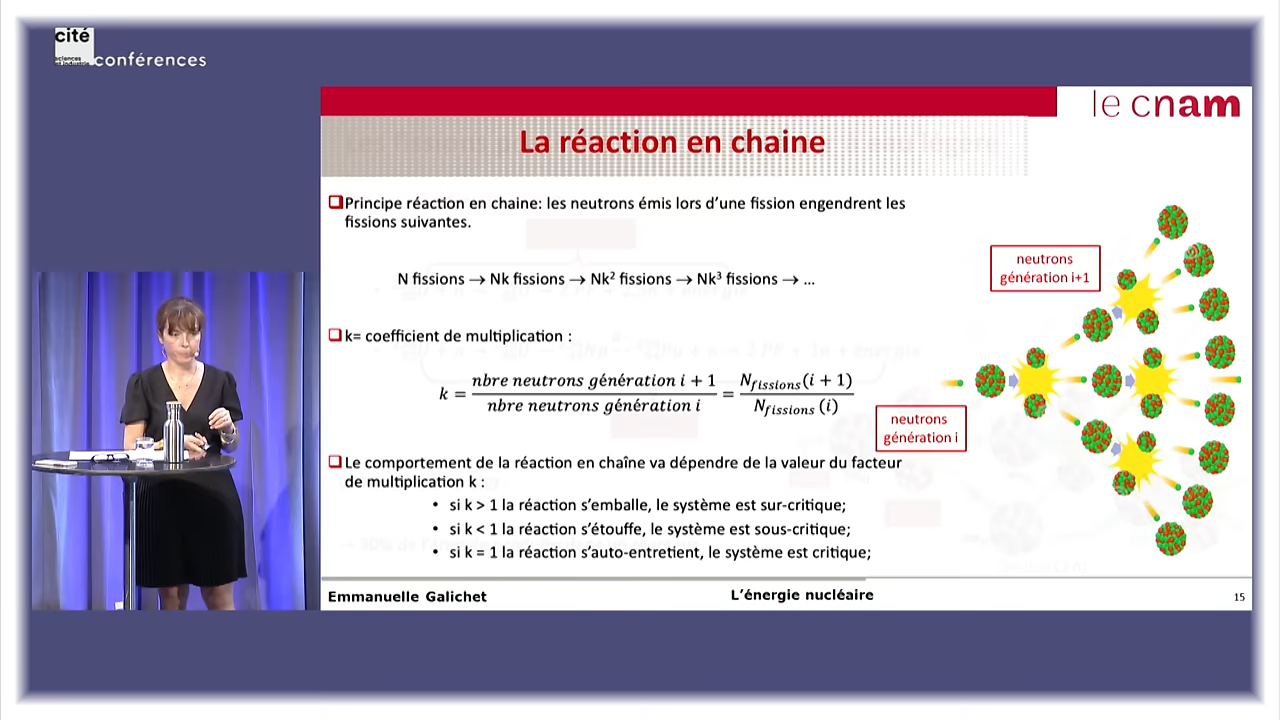 cité
sciences
et industrie
conférences
le cnam
La réaction en chaine
Principe réaction en chaine: les neutrons émis lors d’une fission engendrent les
fissions suivantes.
N fissions → Nk fissions → Nk² fissions → Nk³ fissions → ...
k= coefficient de multiplication :
k = nbre neutrons génération i + 1 / nbre neutrons génération i = N_fissions(i + 1) / N_fissions (i)
neutrons
génération i+1
neutrons
génération i
Le comportement de la réaction en chaîne va dépendre de la valeur du facteur
de multiplication k :
• si k > 1 la réaction s’emballe, le système est sur-critique;
• si k < 1 la réaction s’étouffe, le système est sous-critique;
• si k = 1 la réaction s’auto-entretient, le système est critique;
Emmanuelle Galichet
L’énergie nucléaire
15